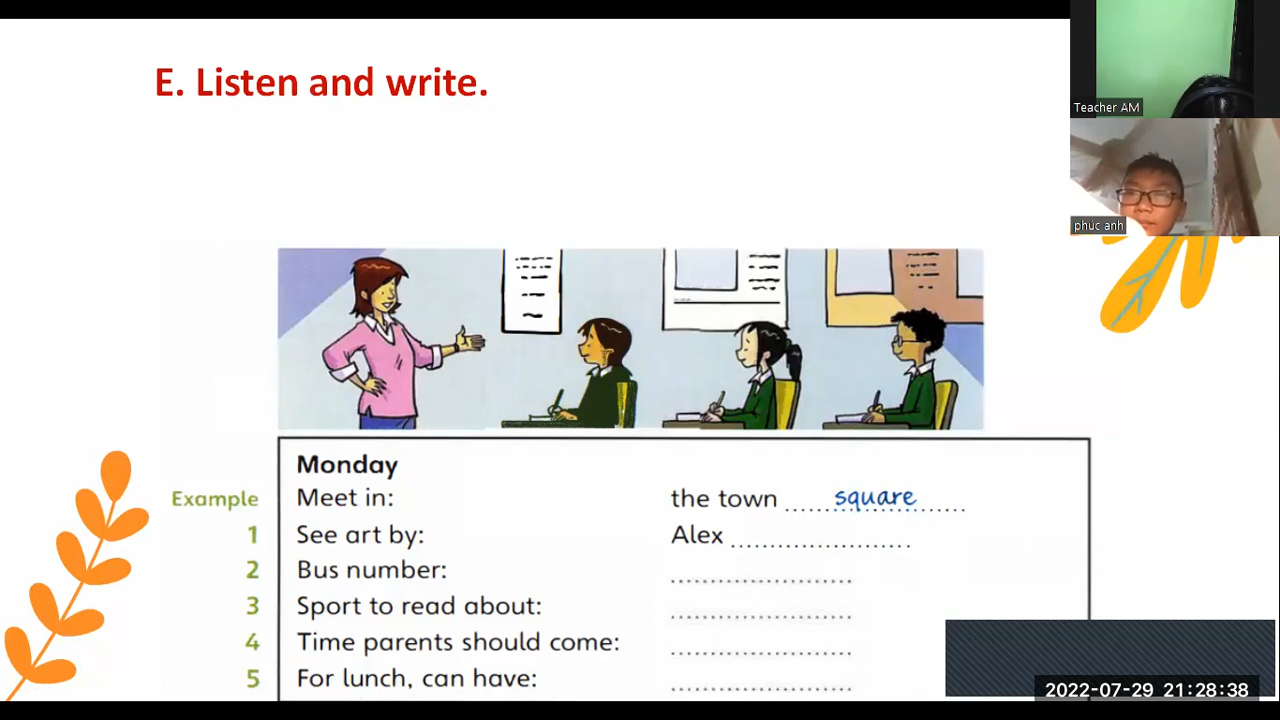 E. Listen and write.
Teacher AM
phúc anh
Monday
Example Meet in: the town square
1 See art by: Alex
2 Bus number:
3 Sport to read about:
4 Time parents should come:
5 For lunch, can have:
2022-07-29 21:28:38